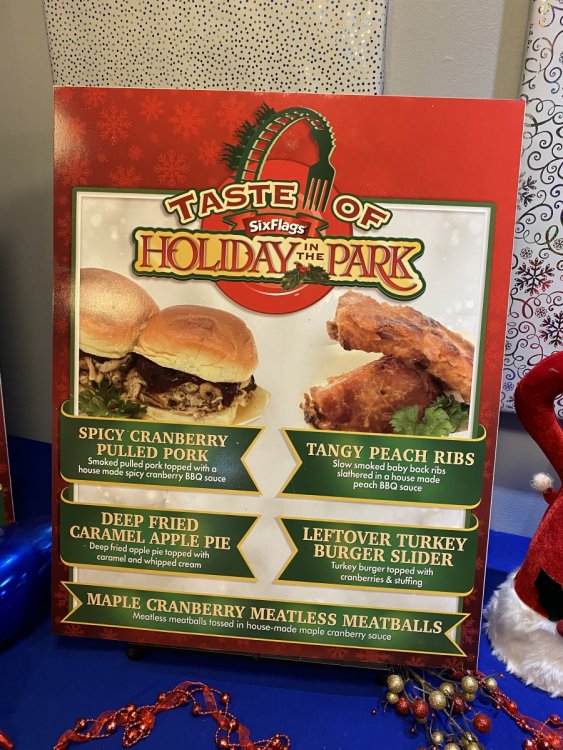 TASTE OF
SixFlags
HOLIDAY IN THE PARK
SPICY CRANBERRY
PULLED PORK
Smoked pulled pork topped with a
house made spicy cranberry BBQ sauce
TANGY PEACH RIBS
Slow smoked baby back ribs
slathered in a house made
peach BBQ sauce
DEEP FRIED
CARAMEL APPLE PIE
Deep fried apple pie topped with
caramel and whipped cream
LEFTOVER TURKEY
BURGER SLIDER
Turkey burger topped with
cranberries & stuffing
MAPLE CRANBERRY MEATLESS MEATBALLS
Meatless meatballs tossed in house-made maple cranberry sauce